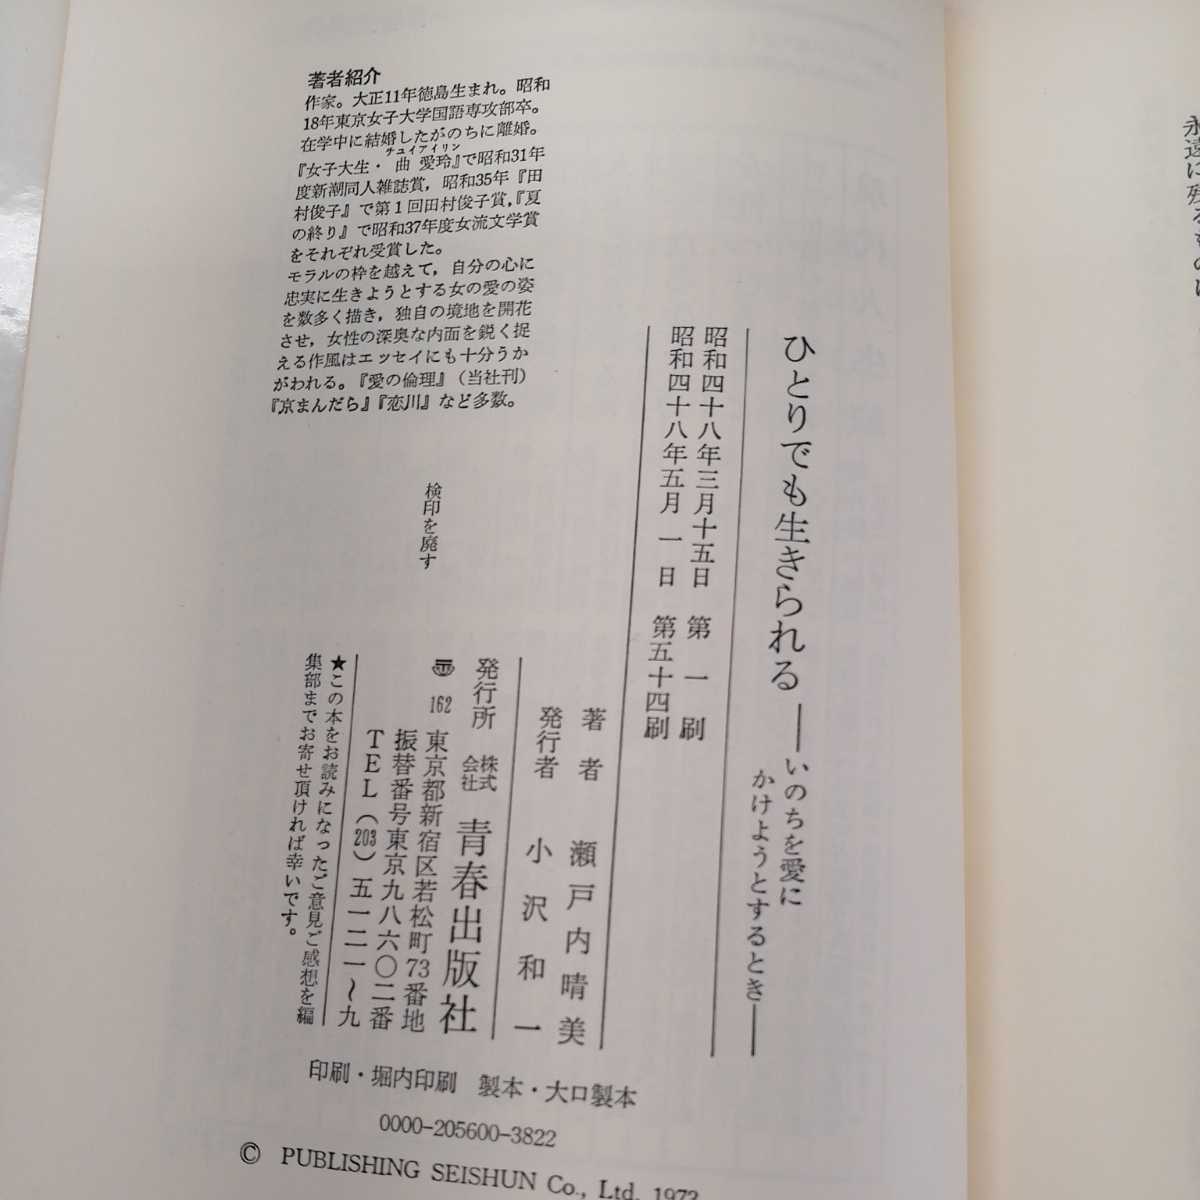 著者紹介
作家。大正11年徳島生まれ。昭和
18年東京女子大学国語専攻部卒。
在学中に結婚したがのちに離婚。
チユイアイリン
『女子大生・曲 愛玲』で昭和31年
度新潮同人雑誌賞，昭和35年『田
村俊子』で第1回田村俊子賞，『夏
の終り』で昭和37年度女流文学賞
をそれぞれ受賞した。
モラルの枠を越えて，自分の心に
忠実に生きようとする女の愛の姿
を数多く描き，独自の境地を開花
させ，女性の深奥な内面を鋭く捉
える作風はエッセイにも十分うか
がわれる。『愛の倫理』（当社刊）
『京まんだら』『恋川』など多数。
永遠に残るものは
ひとりでも生きられる ──いのちを愛に
かけようとするとき──
昭和四十八年三月十五日 第一刷
昭和四十八年五月一日 第五十四刷
著者 瀬戸内晴美
発行者 小沢和一
発行所 株式会社 青春出版社
162 東京都新宿区若松町73番地
振替番号東京九八六〇二番
TEL（203）五一二一～九
検印を廃す
★この本をお読みになったご意見ご感想を編
集部までお寄せ頂ければ幸いです。
印刷・堀内印刷 製本・大口製本
0000-205600-3822
© PUBLISHING SEISHUN Co., Ltd. 1973